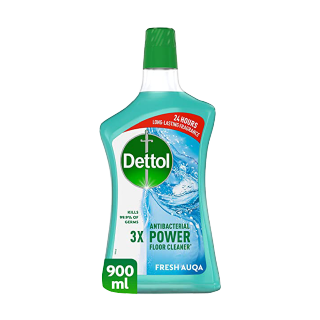 24 HOURS
LONG-LASTING FRAGRANCE
Dettol
KILLS
99.9% OF
GERMS
3X
ANTIBACTERIAL
POWER
FLOOR CLEANER
FRESH AUQA
900
ml